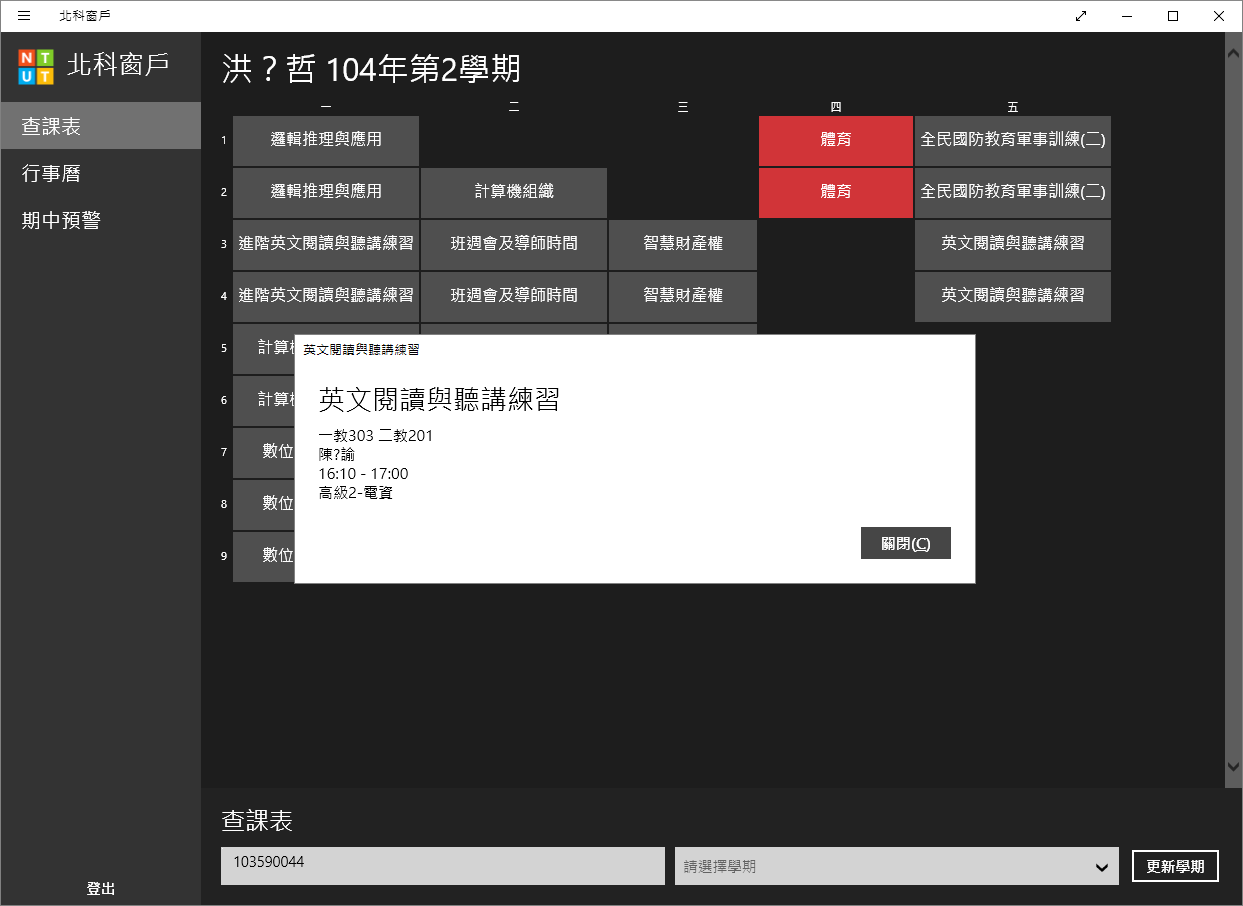 北科窗戶
NTUT 北科窗戶
查課表
行事曆
期中預警
登出
洪？哲 104年第2學期
一 二 三 四 五
1 邏輯推理與應用 體育 全民國防教育軍事訓練(二)
2 邏輯推理與應用 計算機組織 體育 全民國防教育軍事訓練(二)
3 進階英文閱讀與聽講練習 班週會及導師時間 智慧財產權 英文閱讀與聽講練習
4 進階英文閱讀與聽講練習 班週會及導師時間 智慧財產權 英文閱讀與聽講練習
5 計算
6 計算
7 數位
8 數位
9 數位
英文閱讀與聽講練習
英文閱讀與聽講練習
一教303 二教201
陳?諭
16:10 - 17:00
高級2-電資
關閉(C)
查課表
103590044 請選擇學期 更新學期